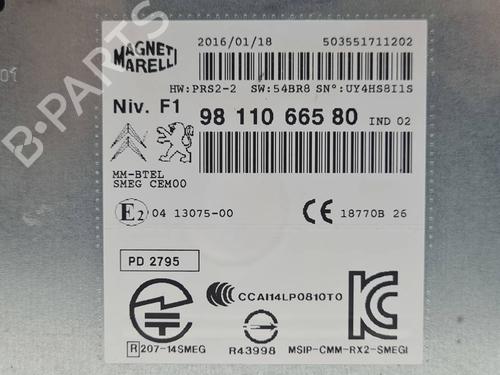 MAGNETI
MARELLI
2016/01/18 503551711202
HW:PRS2-2 SW:54BR8 SN°:UY4HS8I1S
Niv. F1
98 110 665 80 IND 02
MM-BTEL
SMEG CEM00
E2 04 13075-00
CE 18770B 26
PD 2795
CCAI14LP0810T0
R 207-14SMEG
R43998
MSIP-CMM-RX2-SMEGI
B-PARTS